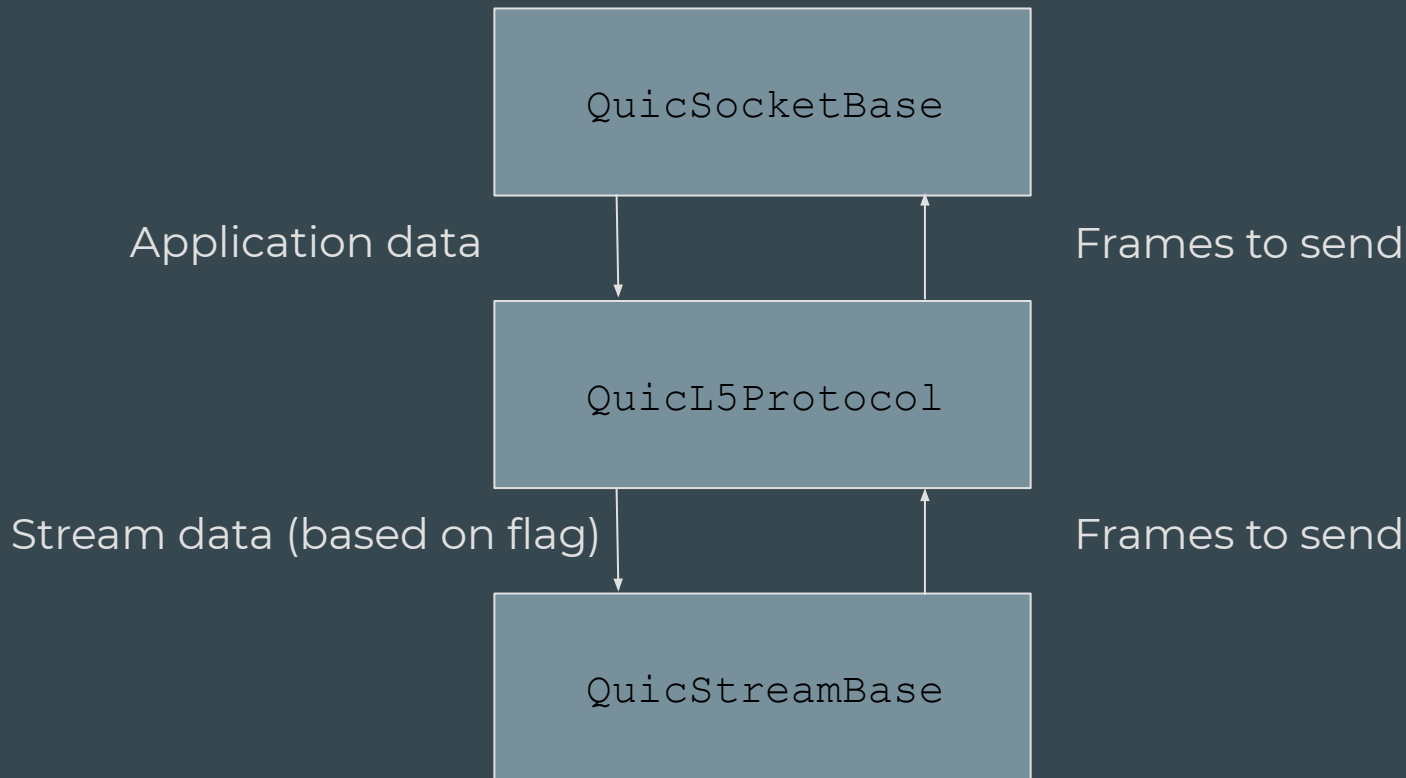 QuicSocketBase
Application data
Frames to send
QuicL5Protocol
Stream data (based on flag)
Frames to send
QuicStreamBase